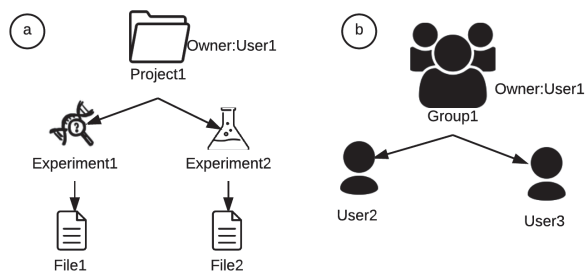 a
Owner:User1
Project1
?
Experiment1
Experiment2
File1
File2
b
Owner:User1
Group1
User2
User3